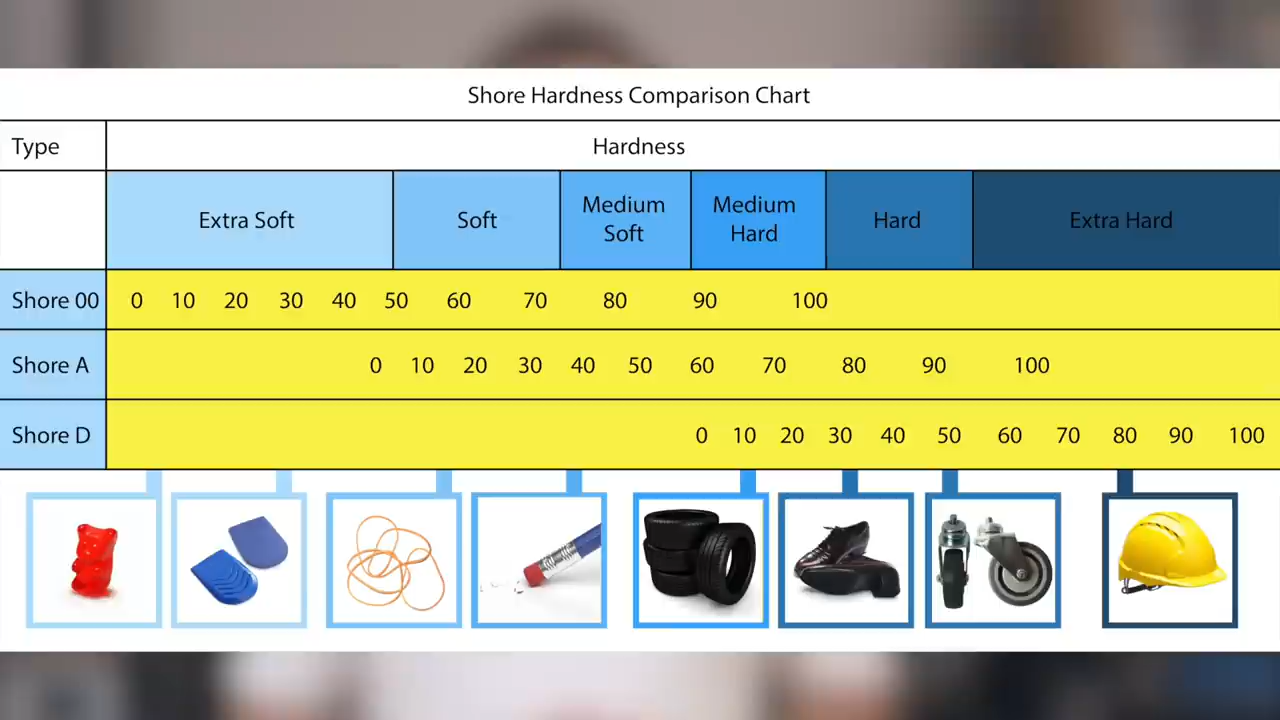 Shore Hardness Comparison Chart
Type
Hardness
Extra Soft
Soft
Medium
Soft
Medium
Hard
Hard
Extra Hard
Shore 00 0 10 20 30 40 50 60 70 80 90 100
Shore A 0 10 20 30 40 50 60 70 80 90 100
Shore D 0 10 20 30 40 50 60 70 80 90 100